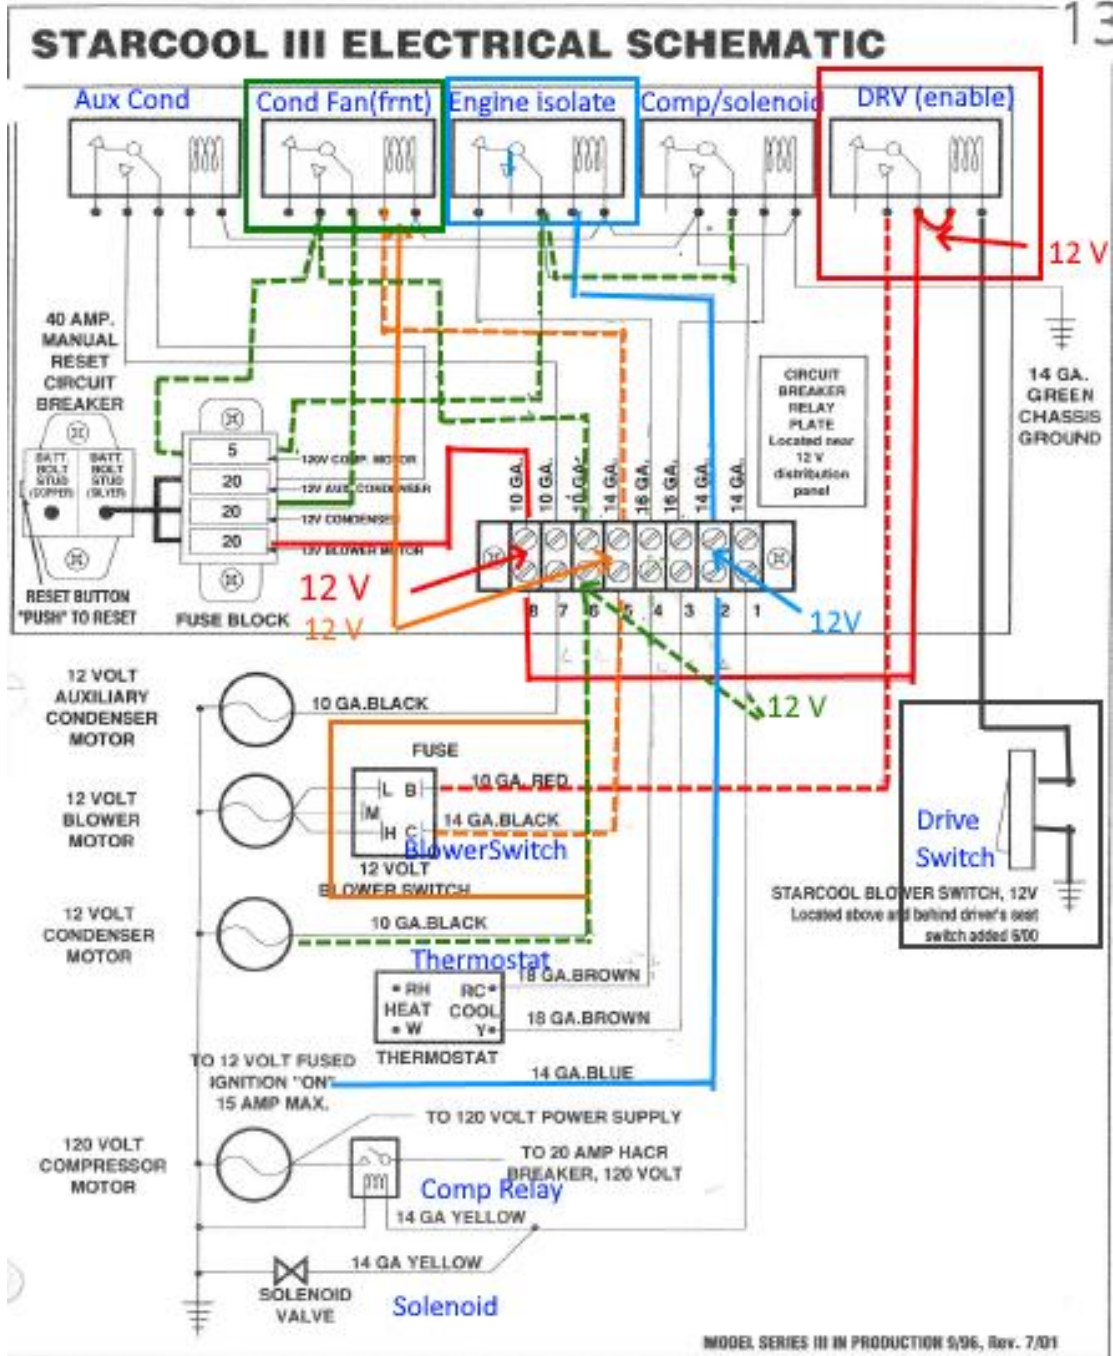 13
STARCOOL III ELECTRICAL SCHEMATIC
Aux Cond
Cond Fan(frnt)
Engine isolate
Comp/solenoid
DRV (enable)
12 V
40 AMP.
MANUAL
RESET
CIRCUIT
BREAKER
BATT.
BOLT
STUD
(COPPER)
BATT.
BOLT
STUD
(SILVER)
5
20
20
20
120V COMP. MOTOR
12V AUX. CONDENSER
12V CONDENSER
12V BLOWER MOTOR
RESET BUTTON
"PUSH" TO RESET
FUSE BLOCK
10 GA.
10 GA.
10 GA.
14 GA.
16 GA.
16 GA.
14 GA.
14 GA.
CIRCUIT
BREAKER
RELAY
PLATE
Located near
12 V
distribution
panel
14 GA.
GREEN
CHASSIS
GROUND
12 V
12 V
8 7 6 5 4 3 2 1
12V
12 V
12 VOLT
AUXILIARY
CONDENSER
MOTOR
10 GA.BLACK
FUSE
L B
M
H C
10 GA. RED
14 GA.BLACK
BlowerSwitch
12 VOLT
BLOWER SWITCH
12 VOLT
BLOWER
MOTOR
Drive
Switch
STARCOOL BLOWER SWITCH, 12V
Located above and behind driver's seat
switch added 6/00
12 VOLT
CONDENSER
MOTOR
10 GA.BLACK
Thermostat
RH RC
HEAT COOL
W Y
THERMOSTAT
18 GA.BROWN
18 GA.BROWN
TO 12 VOLT FUSED
IGNITION "ON"
15 AMP MAX.
14 GA.BLUE
TO 120 VOLT POWER SUPPLY
120 VOLT
COMPRESSOR
MOTOR
TO 20 AMP HACR
BREAKER, 120 VOLT
Comp Relay
14 GA YELLOW
14 GA YELLOW
SOLENOID
VALVE
Solenoid
MODEL SERIES III IN PRODUCTION 9/96, Rev. 7/01